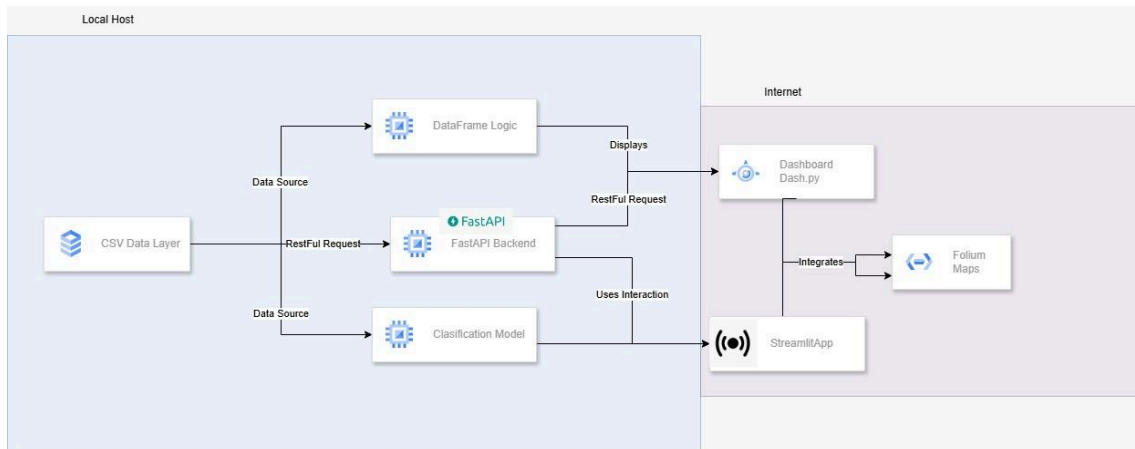 Local Host
Internet
DataFrame Logic
Displays
Dashboard
Dash.py
Data Source
RestFul Request
FastAPI
CSV Data Layer
RestFul Request
FastAPI Backend
Folium
Maps
Integrates
Uses Interaction
Data Source
Clasification Model
StreamlitApp